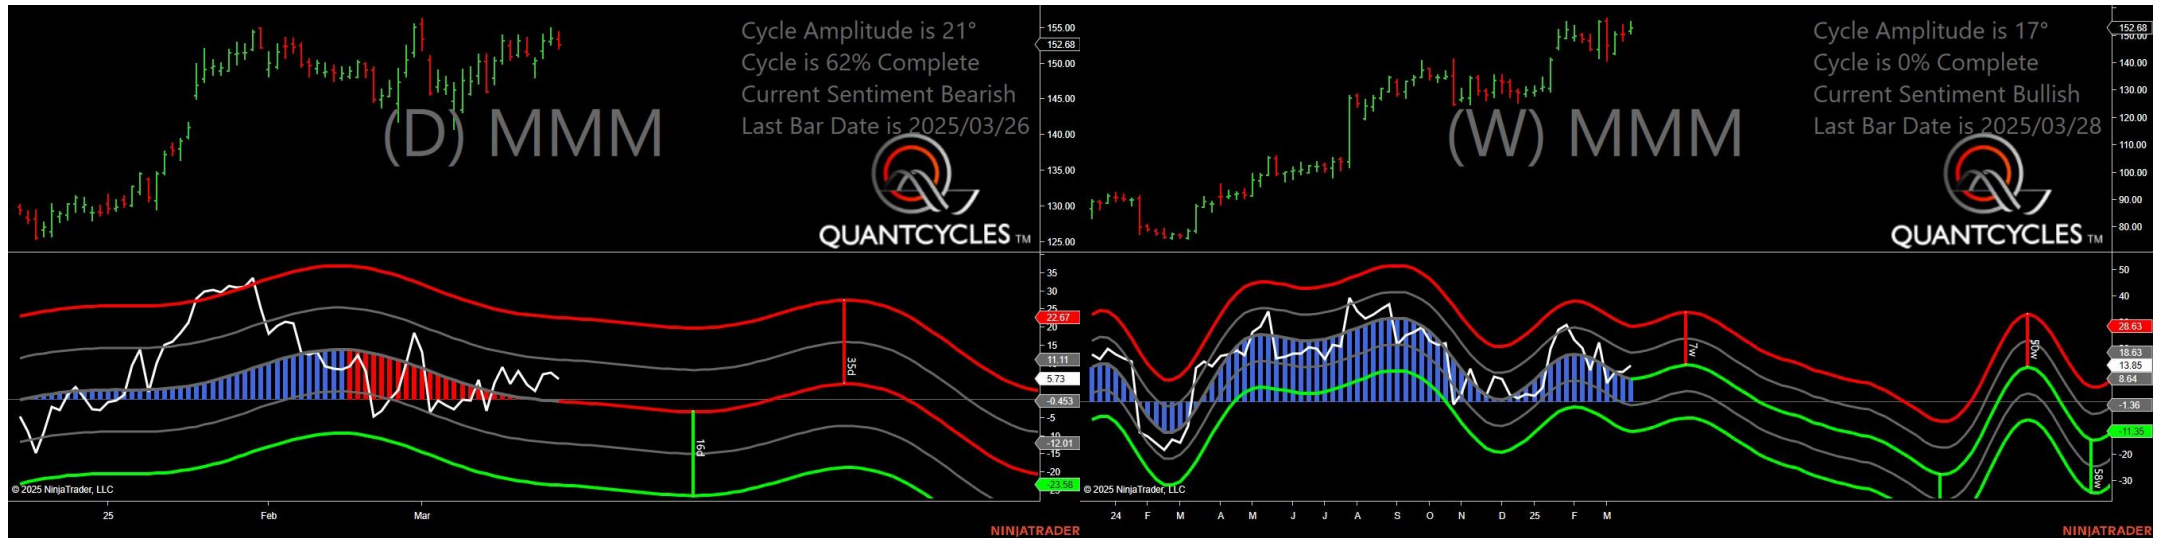 Cycle Amplitude is 21°
Cycle is 62% Complete
Current Sentiment Bearish
Last Bar Date is 2025/03/26
(D) MMM
QUANTCYCLES TM
155.00
152.68
150.00
145.00
140.00
135.00
130.00
125.00
35
30
25
22.67
20
15
11.11
5.73
-0.453
-5
-12.01
-15
-20
-23.58
35d
16d
© 2025 NinjaTrader, LLC
25
Feb
Mar
NINJATRADER
Cycle Amplitude is 17°
Cycle is 0% Complete
Current Sentiment Bullish
Last Bar Date is 2025/03/28
(W) MMM
QUANTCYCLES TM
152.68
150.00
140.00
130.00
120.00
110.00
100.00
90.00
80.00
50
40
28.63
18.63
13.85
8.64
-1.36
-11.35
-20
-30
7w
50w
58w
© 2025 NinjaTrader, LLC
24 F M A M J J A S O N D 25 F M
NINJATRADER